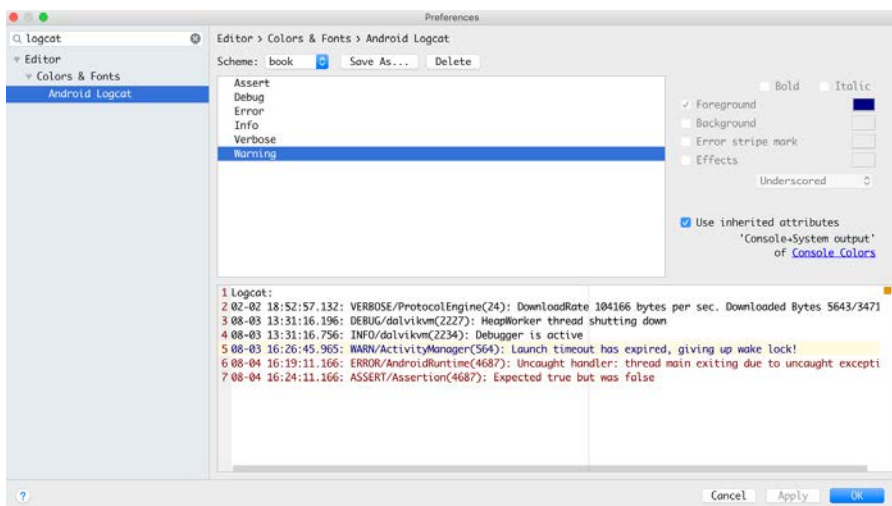 Preferences
logcat
Editor
Colors & Fonts
Android Logcat
Editor › Colors & Fonts › Android Logcat
Scheme: book Save As... Delete
Assert
Debug
Error
Info
Verbose
Warning
Bold Italic
Foreground
Background
Error stripe mark
Effects
Underscored
Use inherited attributes
'Console→System output'
of Console Colors
1 Logcat:
2 02-02 18:52:57.132: VERBOSE/ProtocolEngine(24): DownloadRate 104166 bytes per sec. Downloaded Bytes 5643/3471
3 08-03 13:31:16.196: DEBUG/dalvikvm(2227): HeapWorker thread shutting down
4 08-03 13:31:16.756: INFO/dalvikvm(2234): Debugger is active
5 08-03 16:26:45.965: WARN/ActivityManager(564): Launch timeout has expired, giving up wake lock!
6 08-04 16:19:11.166: ERROR/AndroidRuntime(4687): Uncaught handler: thread main exiting due to uncaught excepti
7 08-04 16:24:11.166: ASSERT/Assertion(4687): Expected true but was false
? Cancel Apply OK